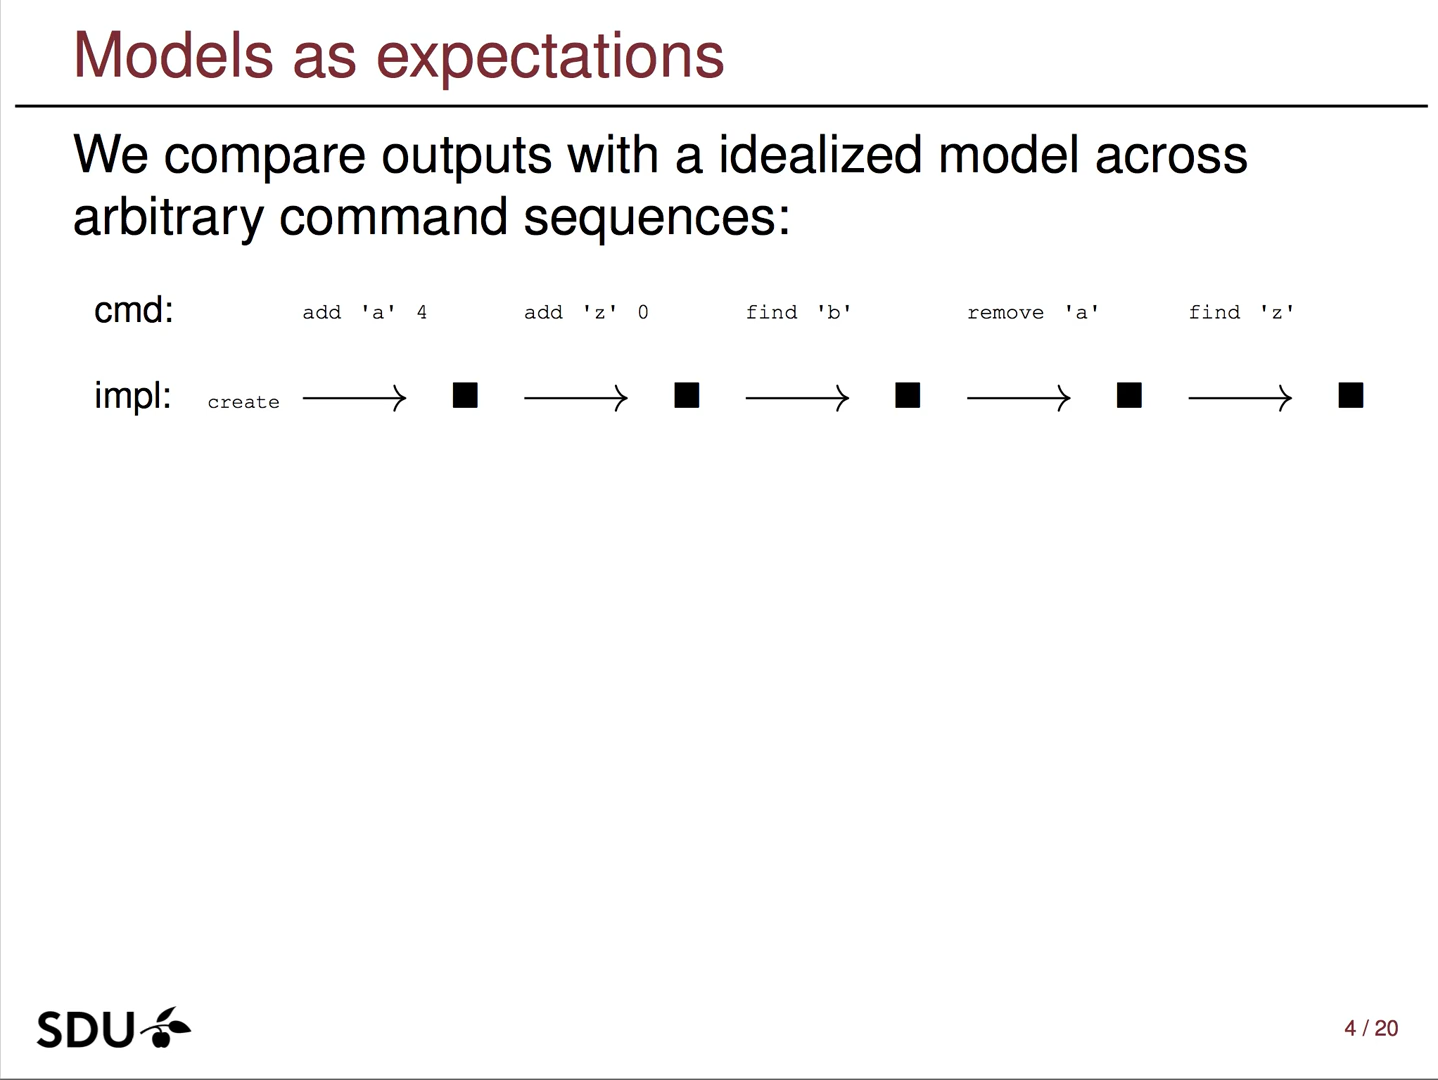 Models as expectations
We compare outputs with a idealized model across
arbitrary command sequences:
cmd: add 'a' 4 add 'z' 0 find 'b' remove 'a' find 'z'
impl: create
SDU
4 / 20